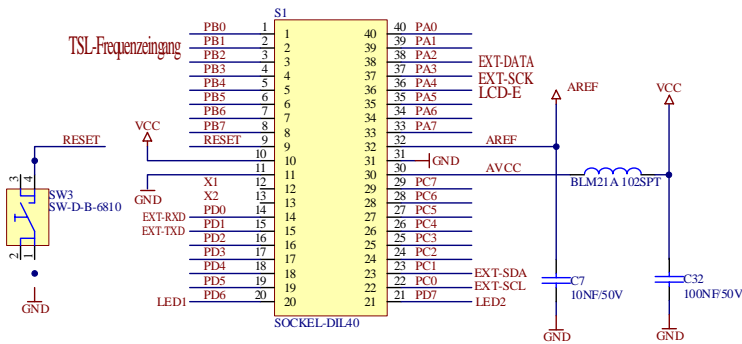 S1
PB0 1 1 40 40 PA0
TSL-Frequenzeingang PB1 2 2 39 39 PA1
PB2 3 3 38 38 PA2 EXT-DATA
PB3 4 4 37 37 PA3 EXT-SCK
PB4 5 5 36 36 PA4 LCD-E
PB5 6 6 35 35 PA5
PB6 7 7 34 34 PA6
PB7 8 8 33 33 PA7
RESET RESET 9 9 32 32 AREF
AREF VCC
VCC 10 10 31 31 GND
11 11 30 30 AVCC
GND
BLM21A102SPT
X1 12 12 29 29 PC7
X2 13 13 28 28 PC6
EXT-RXD PD0 14 14 27 27 PC5
EXT-TXD PD1 15 15 26 26 PC4
PD2 16 16 25 25 PC3
PD3 17 17 24 24 PC2
PD4 18 18 23 23 PC1 EXT-SDA
PD5 19 19 22 22 PC0 EXT-SCL
LED1 PD6 20 20 21 21 PD7 LED2
SOCKEL-DIL40
3 4
SW3
SW-D-B-6810
2 1
GND
C7
10NF/50V
GND
C32
100NF/50V
GND